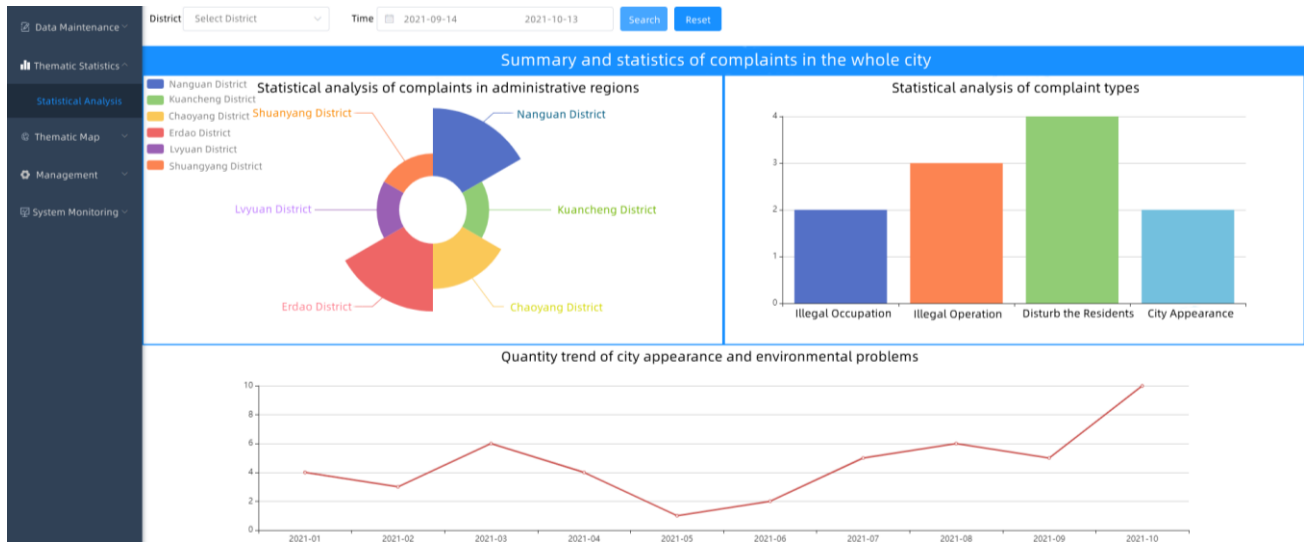 Data Maintenance
Thematic Statistics
Statistical Analysis
Thematic Map
Management
System Monitoring
District Select District Time 2021-09-14 2021-10-13 Search Reset
Summary and statistics of complaints in the whole city
Statistical analysis of complaints in administrative regions
Nanguan District
Kuancheng District
Chaoyang District
Erdao District
Lvyuan District
Shuangyang District
Shuanyang District
Nanguan District
Lvyuan District
Kuancheng District
Erdao District
Chaoyang District
Statistical analysis of complaint types
4
3
2
1
0
Illegal Occupation Illegal Operation Disturb the Residents City Appearance
Quantity trend of city appearance and environmental problems
10
8
6
4
2
0
2021-01 2021-02 2021-03 2021-04 2021-05 2021-06 2021-07 2021-08 2021-09 2021-10